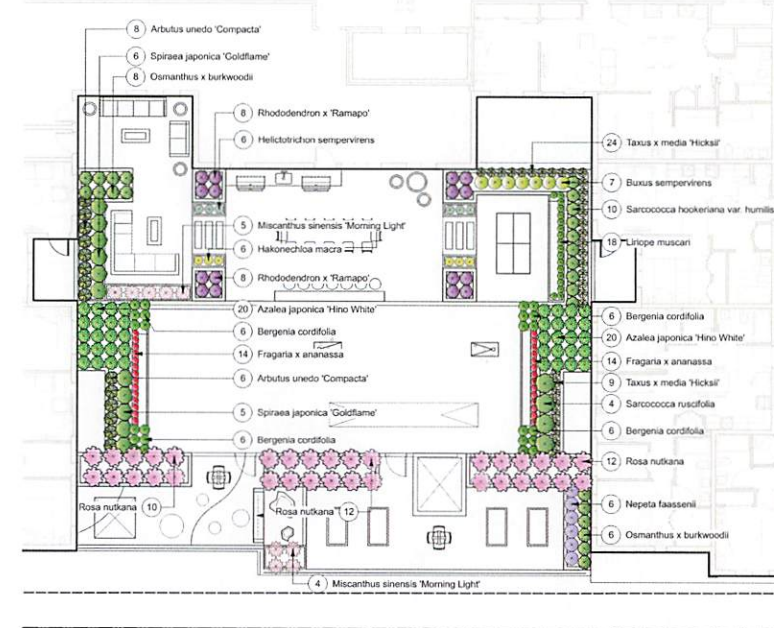 8 Arbutus unedo 'Compacta'
6 Spiraea japonica 'Goldflame'
8 Osmanthus x burkwoodii
8 Rhododendron x 'Ramapo'
6 Helictotrichon sempervirens
24 Taxus x media 'Hicksii'
7 Buxus sempervirens
10 Sarcococca hookeriana var. humilis
5 Miscanthus sinensis 'Morning Light'
18 Liriope muscari
6 Hakonechloa macra
8 Rhododendron x 'Ramapo'
20 Azalea japonica 'Hino White'
6 Bergenia cordifolia
6 Bergenia cordifolia
20 Azalea japonica 'Hino White'
14 Fragaria x ananassa
14 Fragaria x ananassa
6 Arbutus unedo 'Compacta'
9 Taxus x media 'Hicksii'
4 Sarcococca ruscifolia
5 Spiraea japonica 'Goldflame'
6 Bergenia cordifolia
6 Bergenia cordifolia
12 Rosa nutkana
Rosa nutkana 10
Rosa nutkana 12
6 Nepeta faassenii
6 Osmanthus x burkwoodii
4 Miscanthus sinensis 'Morning Light'